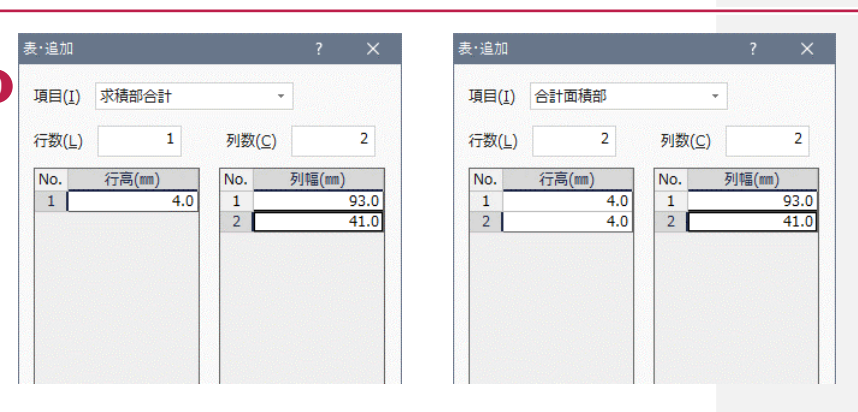 表・追加 ? ×
項目(I) 求積部合計
行数(L) 1 列数(C) 2
No. 行高(㎜) No. 列幅(㎜)
1 4.0 1 93.0
2 41.0
表・追加 ? ×
項目(I) 合計面積部
行数(L) 2 列数(C) 2
No. 行高(㎜) No. 列幅(㎜)
1 4.0 1 93.0
2 4.0 2 41.0